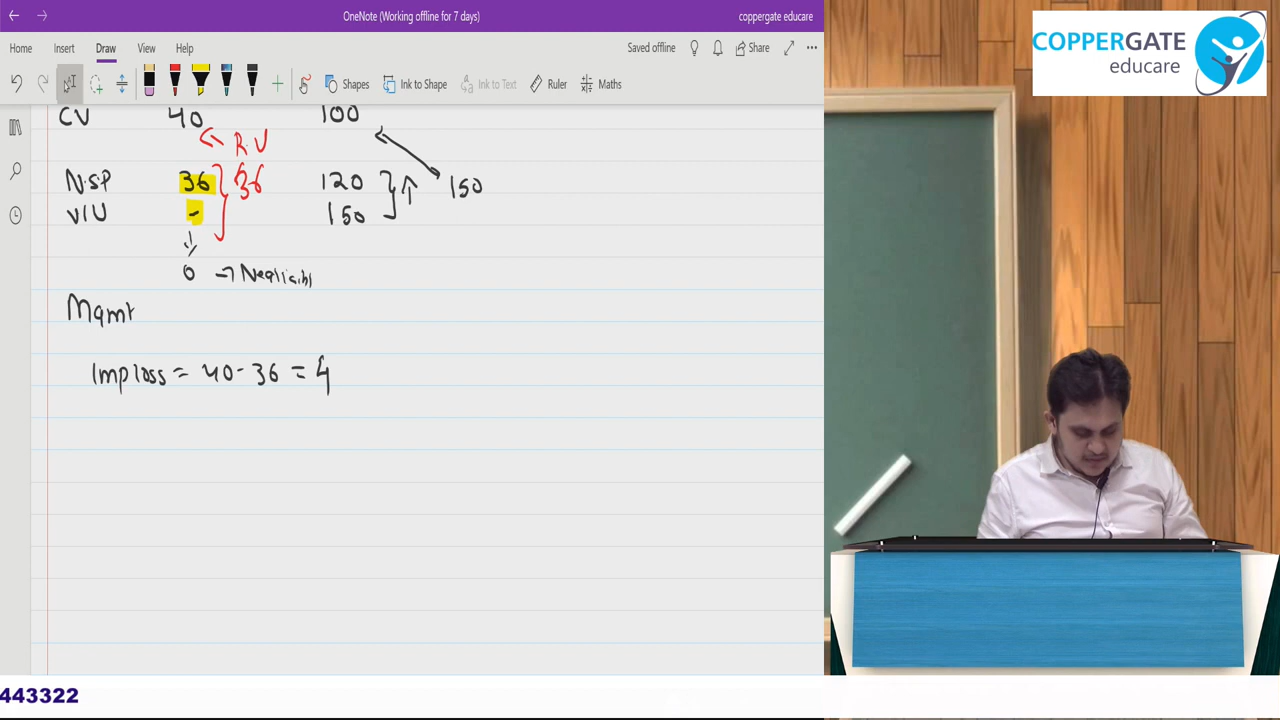 OneNote (Working offline for 7 days)
coppergate educare
Home Insert Draw View Help
Saved offline
Share
Shapes
Ink to Shape
Ink to Text
Ruler
Maths
COPPERGATE
educare
CV 40 100
R.V
NSP 36 36 120 150
VIU - 150
0 → Negligibl
Mgmt
Imp loss = 40 - 36 = 4
443322